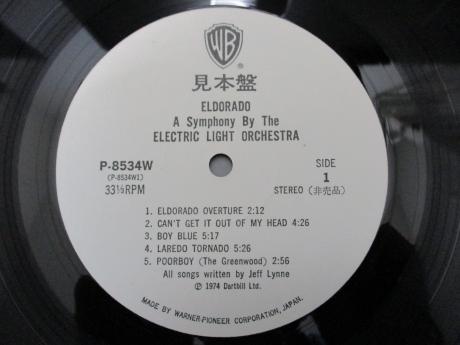 WB
®
見本盤
ELDORADO
A Symphony By The
ELECTRIC LIGHT ORCHESTRA
P-8534W
(P-8534W1)
33⅓RPM
SIDE
1
STEREO (非売品)
1. ELDORADO OVERTURE 2:12
2. CAN'T GET IT OUT OF MY HEAD 4:26
3. BOY BLUE 5:17
4. LAREDO TORNADO 5:26
5. POORBOY (The Greenwood) 2:56
All songs written by Jeff Lynne
Ⓟ 1974 Dartbill Ltd.
MADE BY WARNER-PIONEER CORPORATION, JAPAN.